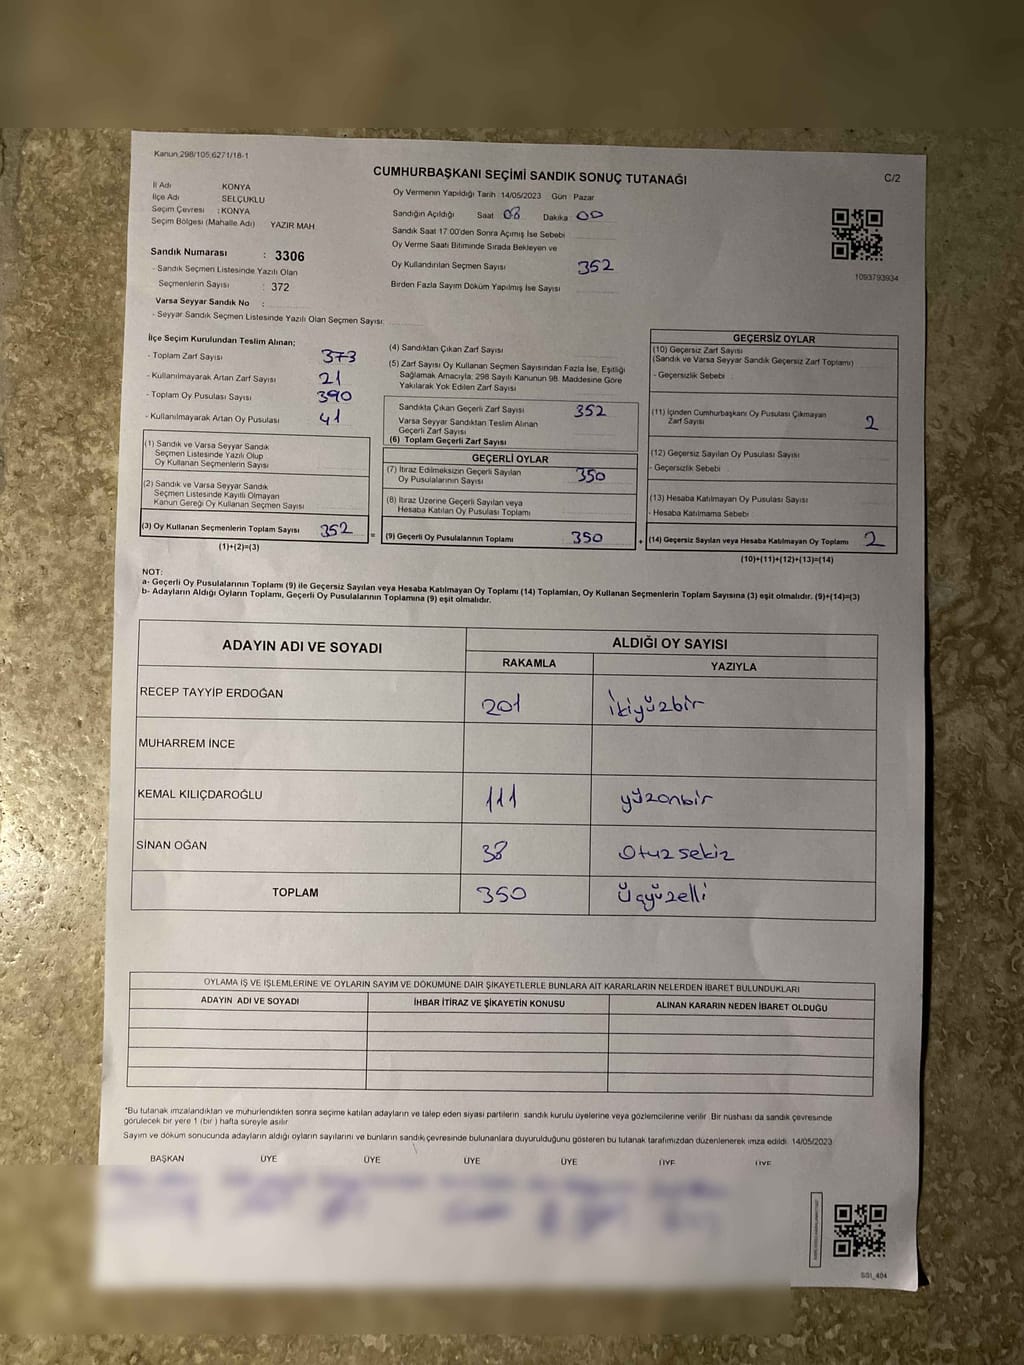 Kanun:298/105;6271/18-1
CUMHURBAŞKANI SEÇİMİ SANDIK SONUÇ TUTANAĞI
C/2
İl Adı KONYA
İlçe Adı SELÇUKLU
Seçim Çevresi : KONYA
Seçim Bölgesi (Mahalle Adı) YAZIR MAH
Oy Vermenin Yapıldığı Tarih : 14/05/2023 Gün : Pazar
Sandığın Açıldığı Saat 08 Dakika 00
Sandık Saat 17:00'den Sonra Açımış İse Sebebi
Oy Verme Saati Bitiminde Sırada Bekleyen ve
Oy Kullandırılan Seçmen Sayısı 352
Birden Fazla Sayım Döküm Yapılmış İse Sayısı
1093793934
Sandık Numarası : 3306
- Sandık Seçmen Listesinde Yazılı Olan
Seçmenlerin Sayısı : 372
Varsa Seyyar Sandık No :
- Seyyar Sandık Seçmen Listesinde Yazılı Olan Seçmen Sayısı:
İlçe Seçim Kurulundan Teslim Alınan;
- Toplam Zarf Sayısı 373
- Kullanılmayarak Artan Zarf Sayısı 21
- Toplam Oy Pusulası Sayısı 390
- Kullanılmayarak Artan Oy Pusulası 41
(1) Sandık ve Varsa Seyyar Sandık
Seçmen Listesinde Yazılı Olup
Oy Kullanan Seçmenlerin Sayısı
(2) Sandık ve Varsa Seyyar Sandık
Seçmen Listesinde Kayıtlı Olmayan
Kanun Gereği Oy Kullanan Seçmen Sayısı
(3) Oy Kullanan Seçmenlerin Toplam Sayısı 352 =
(1)+(2)=(3)
(4) Sandıktan Çıkan Zarf Sayısı
(5) Zarf Sayısı Oy Kullanan Seçmen Sayısından Fazla İse, Eşitliği
Sağlamak Amacıyla; 298 Sayılı Kanunun 98. Maddesine Göre
Yakılarak Yok Edilen Zarf Sayısı
Sandıkta Çıkan Geçerli Zarf Sayısı 352
Varsa Seyyar Sandıktan Teslim Alınan
Geçerli Zarf Sayısı
(6) Toplam Geçerli Zarf Sayısı
GEÇERLİ OYLAR
(7) İtiraz Edilmeksizin Geçerli Sayılan
Oy Pusulalarının Sayısı 350
(8) İtiraz Üzerine Geçerli Sayılan veya
Hesaba Katılan Oy Pusulası Toplamı
(9) Geçerli Oy Pusulalarının Toplamı 350 +
GEÇERSİZ OYLAR
(10) Geçersiz Zarf Sayısı
(Sandık ve Varsa Seyyar Sandık Geçersiz Zarf Toplamı)
- Geçersizlik Sebebi :
(11) İçinden Cumhurbaşkanı Oy Pusulası Çıkmayan
Zarf Sayısı 2
(12) Geçersiz Sayılan Oy Pusulası Sayısı
- Geçersizlik Sebebi
(13) Hesaba Katılmayan Oy Pusulası Sayısı
- Hesaba Katılmama Sebebi
(14) Geçersiz Sayılan veya Hesaba Katılmayan Oy Toplamı 2
(10)+(11)+(12)+(13)=(14)
NOT:
a- Geçerli Oy Pusulalarının Toplamı (9) ile Geçersiz Sayılan veya Hesaba Katılmayan Oy Toplamı (14) Toplamları, Oy Kullanan Seçmenlerin Toplam Sayısına (3) eşit olmalıdır. (9)+(14)=(3)
b- Adayların Aldığı Oyların Toplamı, Geçerli Oy Pusulalarının Toplamına (9) eşit olmalıdır.
ADAYIN ADI VE SOYADI
ALDIĞI OY SAYISI
RAKAMLA YAZIYLA
RECEP TAYYİP ERDOĞAN 201 ikiyüzbir
MUHARREM İNCE
KEMAL KILIÇDAROĞLU 111 yüzonbir
SİNAN OĞAN 38 Otuz sekiz
TOPLAM 350 Üçyüzelli
OYLAMA İŞ VE İŞLEMLERİNE VE OYLARIN SAYIM VE DÖKÜMÜNE DAİR ŞİKAYETLERLE BUNLARA AİT KARARLARIN NELERDEN İBARET BULUNDUKLARI
ADAYIN ADI VE SOYADI İHBAR İTİRAZ VE ŞİKAYETİN KONUSU ALINAN KARARIN NEDEN İBARET OLDUĞU
*Bu tutanak imzalandıktan ve mühürlendikten sonra seçime katılan adayların ve talep eden siyasi partilerin sandık kurulu üyelerine veya gözlemcilerine verilir. Bir nüshası da sandık çevresinde
görülecek bir yere 1 (bir) hafta süreyle asılır
Sayım ve döküm sonucunda adayların aldığı oyların sayılarını ve bunların sandık çevresinde bulunanlara duyurulduğunu gösteren bu tutanak tarafımızdan düzenlenerek imza edildi. 14/05/2023
BAŞKAN ÜYE ÜYE ÜYE ÜYE ÜYE ÜYE
SSI_404